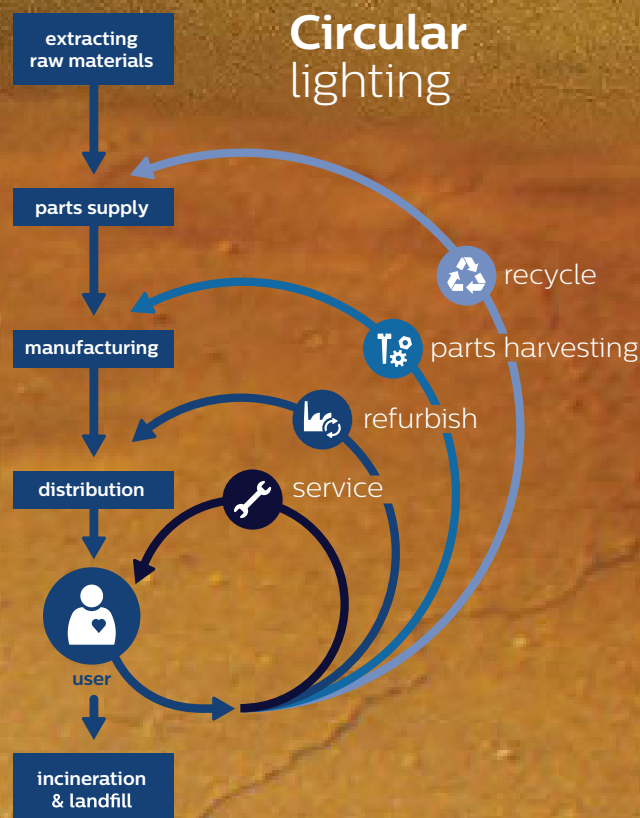 Circular
lighting
extracting
raw materials
parts supply
recycle
manufacturing
parts harvesting
refurbish
distribution
service
user
incineration
& landfill